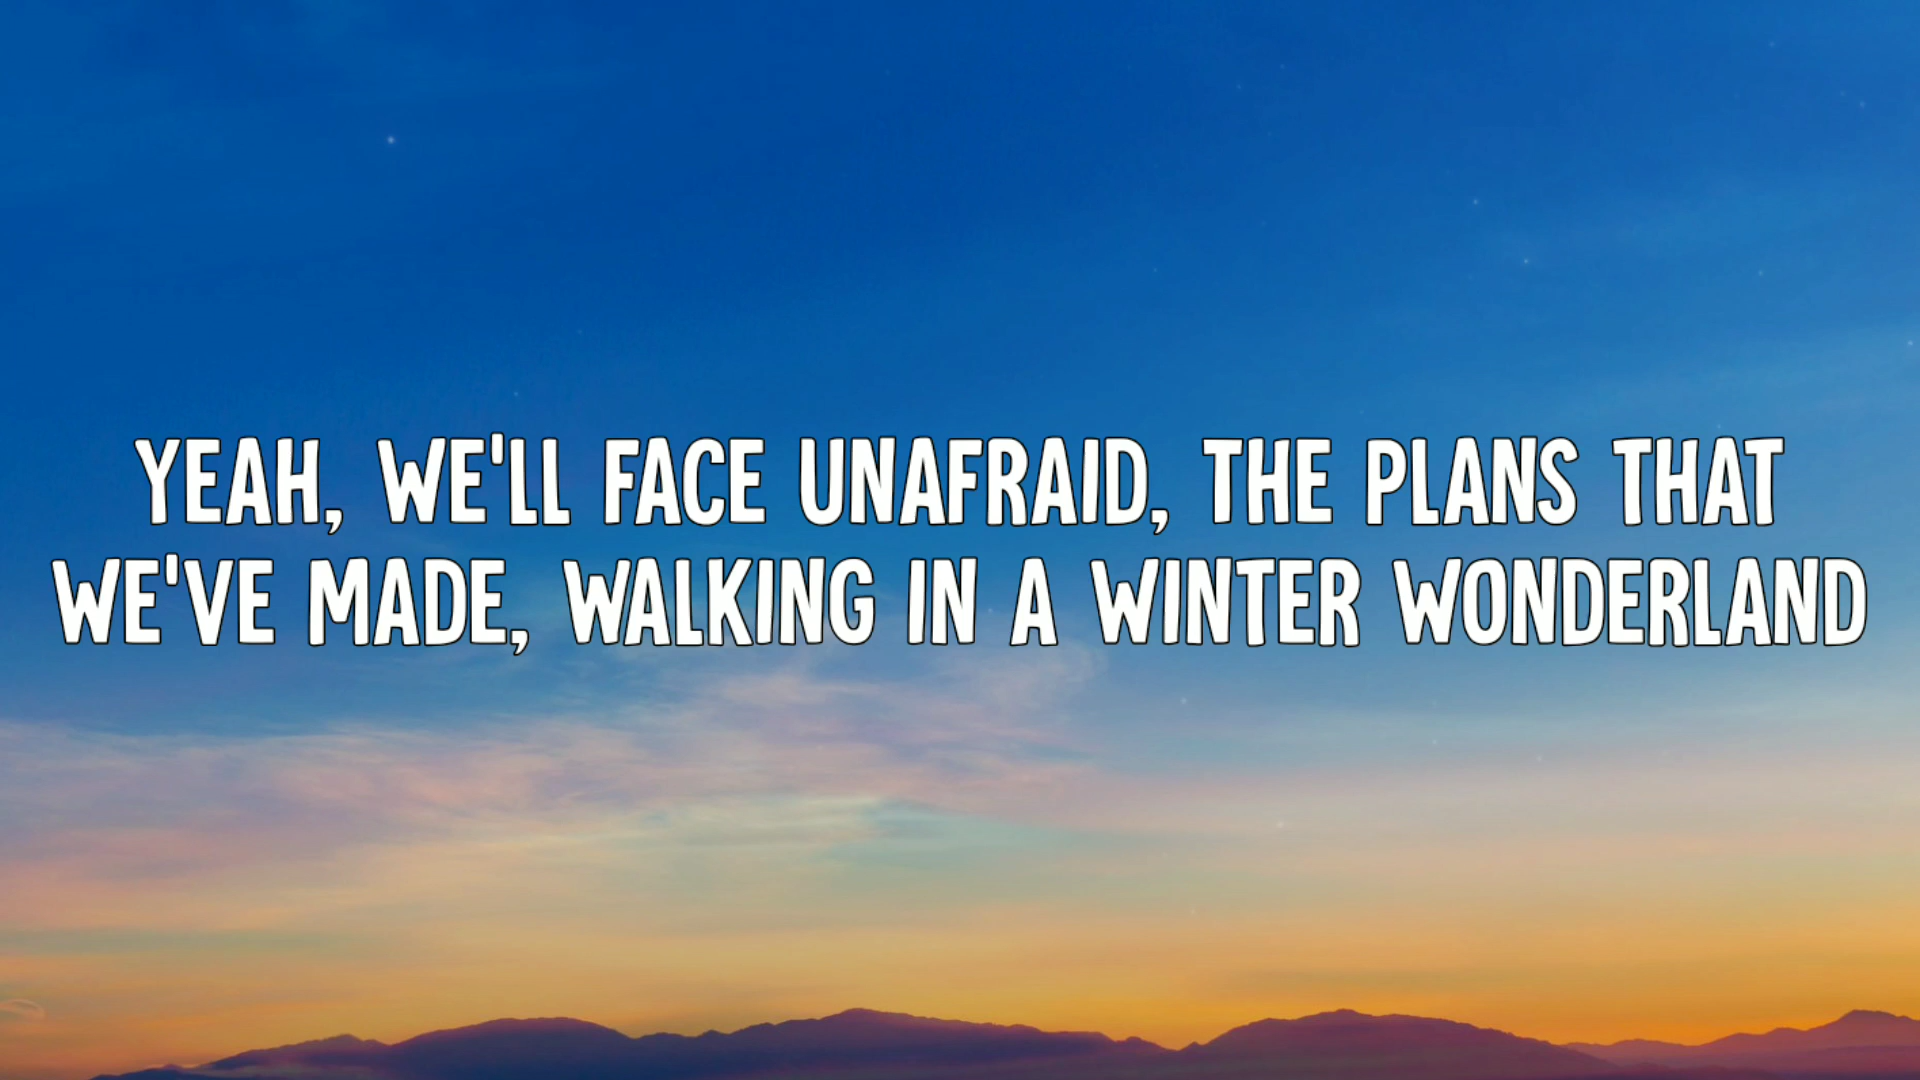 YEAH, WE'LL FACE UNAFRAID, THE PLANS THAT
WE'VE MADE, WALKING IN A WINTER WONDERLAND